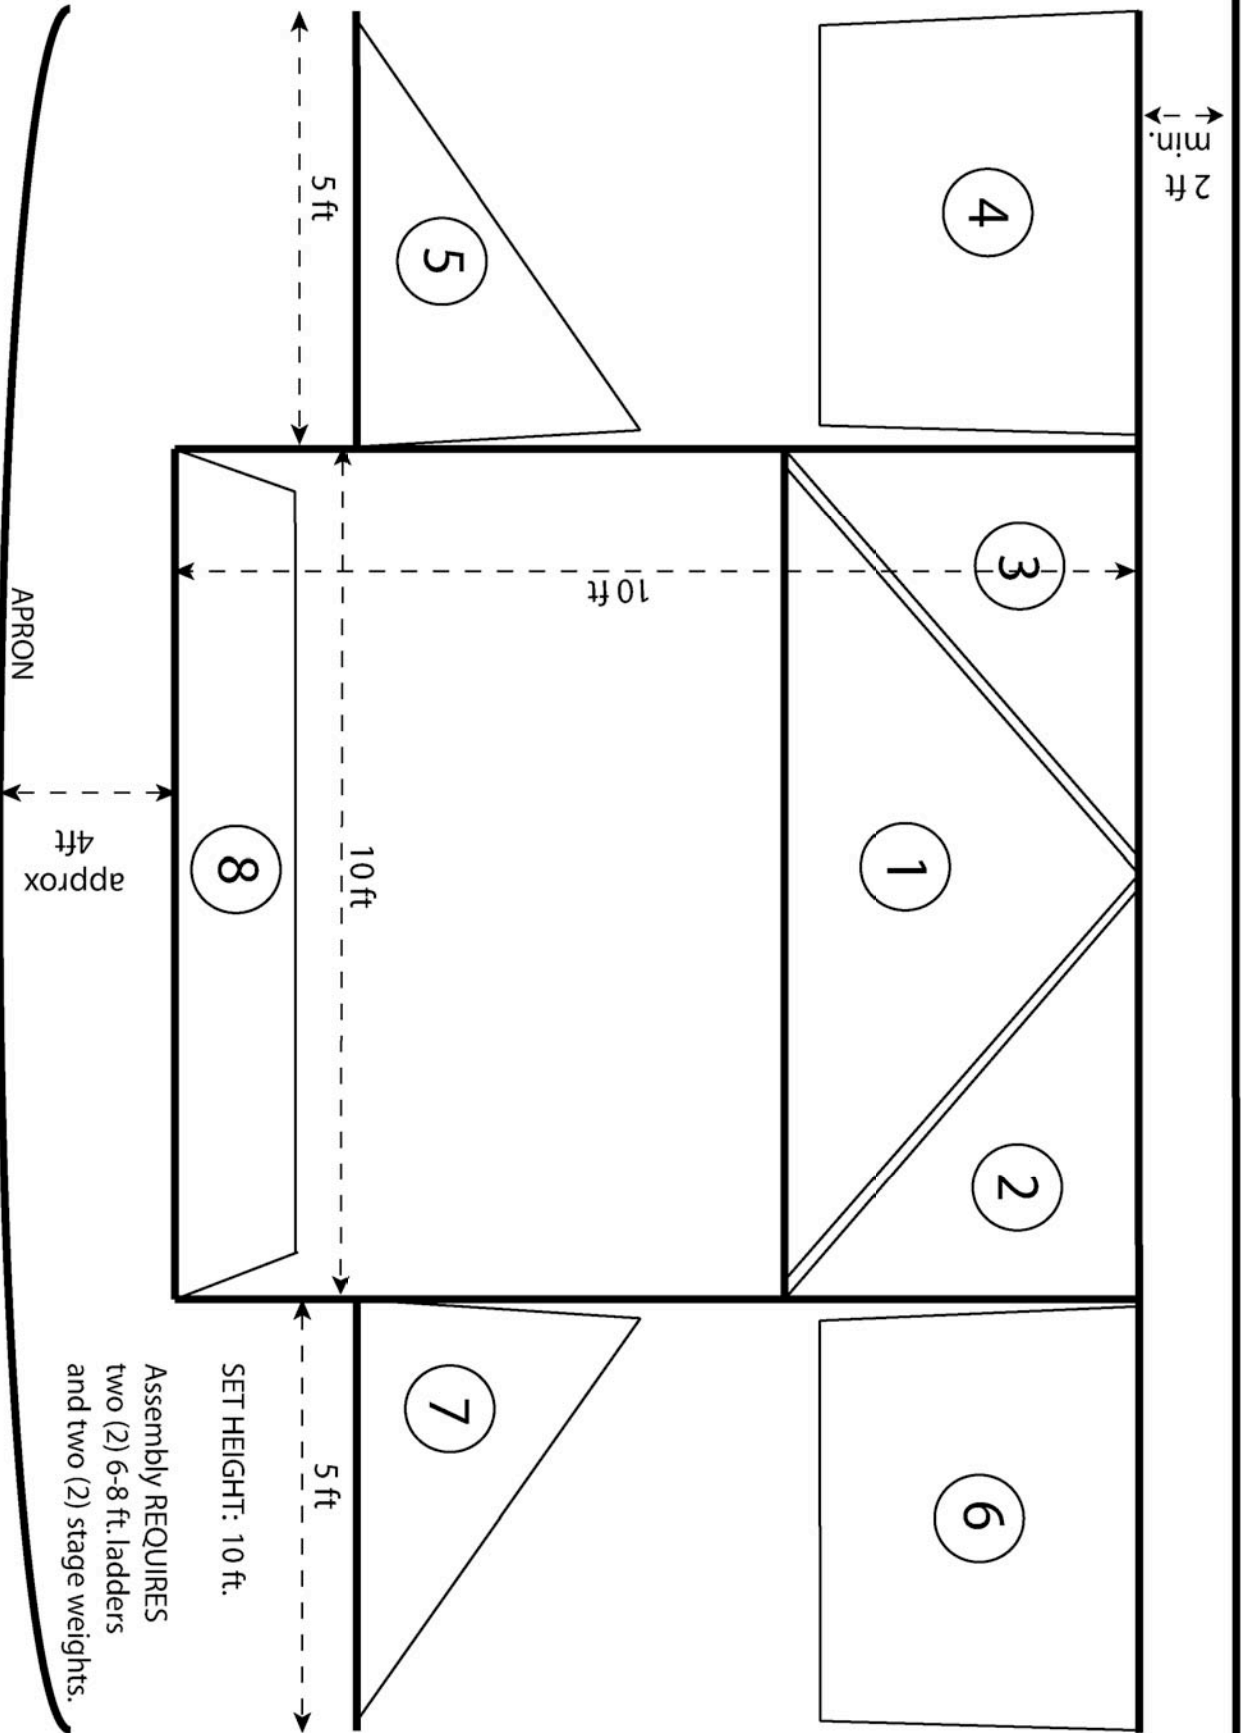 2 ft
min.
4
3
2
6
1
5
7
10 ft
10 ft
5 ft
5 ft
8
SET HEIGHT: 10 ft.
Assembly REQUIRES
two (2) 6-8 ft. ladders
and two (2) stage weights.
approx
4ft
APRON